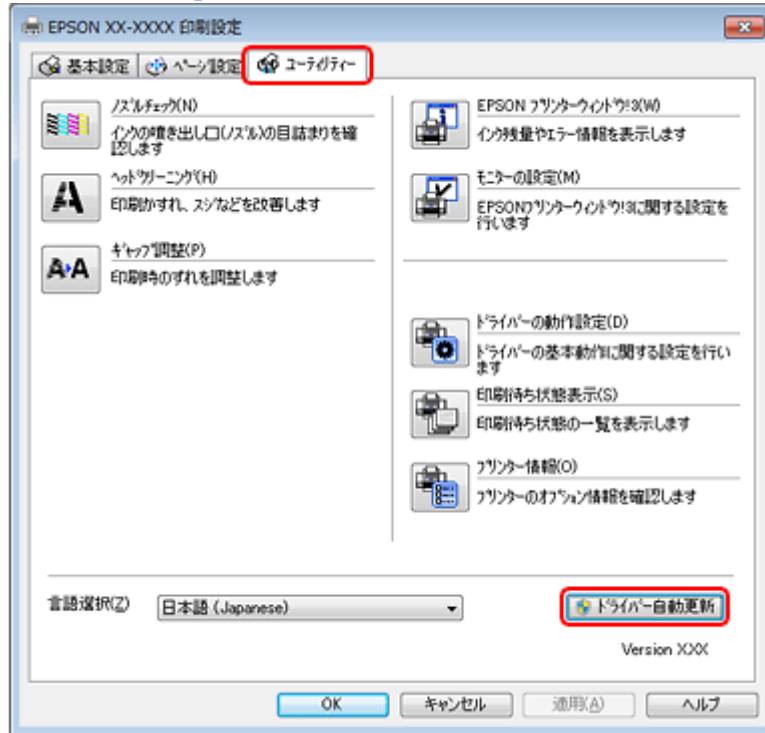 EPSON XX-XXXX 印刷設定
基本設定
ページ設定
ユーティリティー
ノズルチェック(N)
インクの噴き出し口(ノズル)の目詰まりを確
認します
ヘッドクリーニング(H)
印刷かすれ、スジなどを改善します
ギャップ調整(P)
印刷時のずれを調整します
EPSON プリンターウィンドウ!3(W)
インク残量やエラー情報を表示します
モニターの設定(M)
EPSONプリンターウィンドウ!3に関する設定を
行います
ドライバーの動作設定(D)
ドライバーの基本動作に関する設定を行い
ます
印刷待ち状態表示(S)
印刷待ち状態の一覧を表示します
プリンター情報(O)
プリンターのオプション情報を確認します
言語選択(Z)
日本語 (Japanese)
ドライバー自動更新
Version XXX
OK
キャンセル
適用(A)
ヘルプ